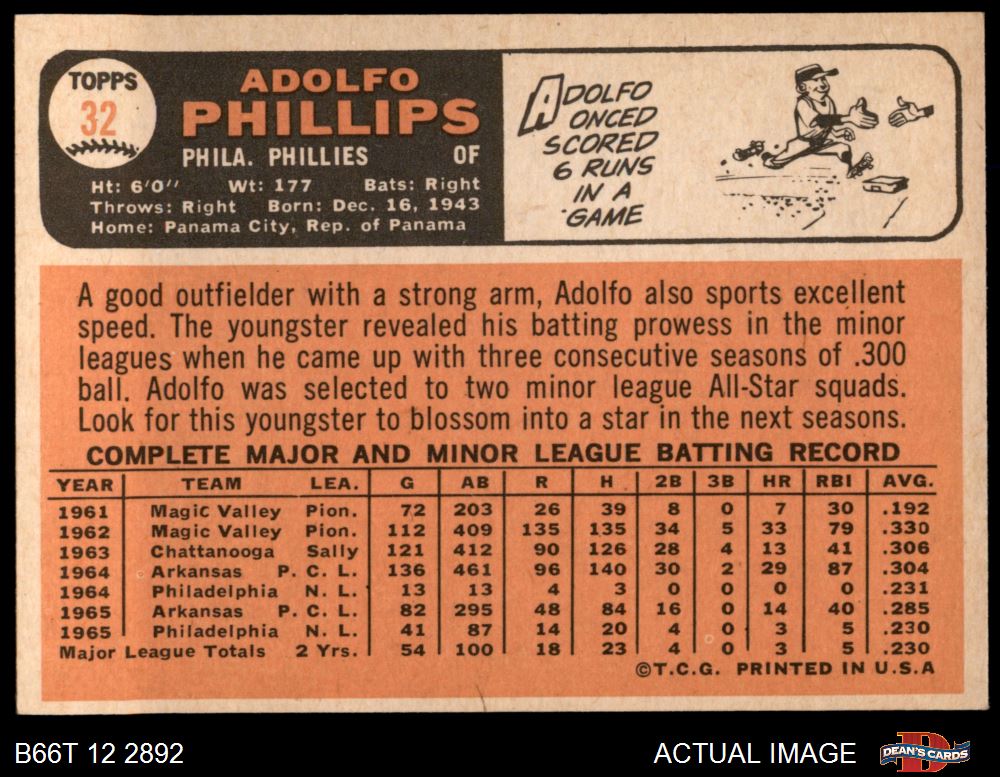 TOPPS
32
ADOLFO
PHILLIPS
PHILA. PHILLIES OF
Ht: 6'0" Wt: 177 Bats: Right
Throws: Right Born: Dec. 16, 1943
Home: Panama City, Rep. of Panama
ADOLFO
ONCED
SCORED
6 RUNS
IN A
GAME
A good outfielder with a strong arm, Adolfo also sports excellent
speed. The youngster revealed his batting prowess in the minor
leagues when he came up with three consecutive seasons of .300
ball. Adolfo was selected to two minor league All-Star squads.
Look for this youngster to blossom into a star in the next seasons.
COMPLETE MAJOR AND MINOR LEAGUE BATTING RECORD
YEAR TEAM LEA. G AB R H 2B 3B HR RBI AVG.
1961 Magic Valley Pion. 72 203 26 39 8 0 7 30 .192
1962 Magic Valley Pion. 112 409 135 135 34 5 33 79 .330
1963 Chattanooga Sally 121 412 90 126 28 4 13 41 .306
1964 Arkansas P. C. L. 136 461 96 140 30 2 29 87 .304
1964 Philadelphia N. L. 13 13 4 3 0 0 0 0 .231
1965 Arkansas P. C. L. 82 295 48 84 16 0 14 40 .285
1965 Philadelphia N. L. 41 87 14 20 4 0 3 5 .230
Major League Totals 2 Yrs. 54 100 18 23 4 0 3 5 .230
©T.C.G. PRINTED IN U.S.A
B66T 12 2892 ACTUAL IMAGE DEAN'S CARDS